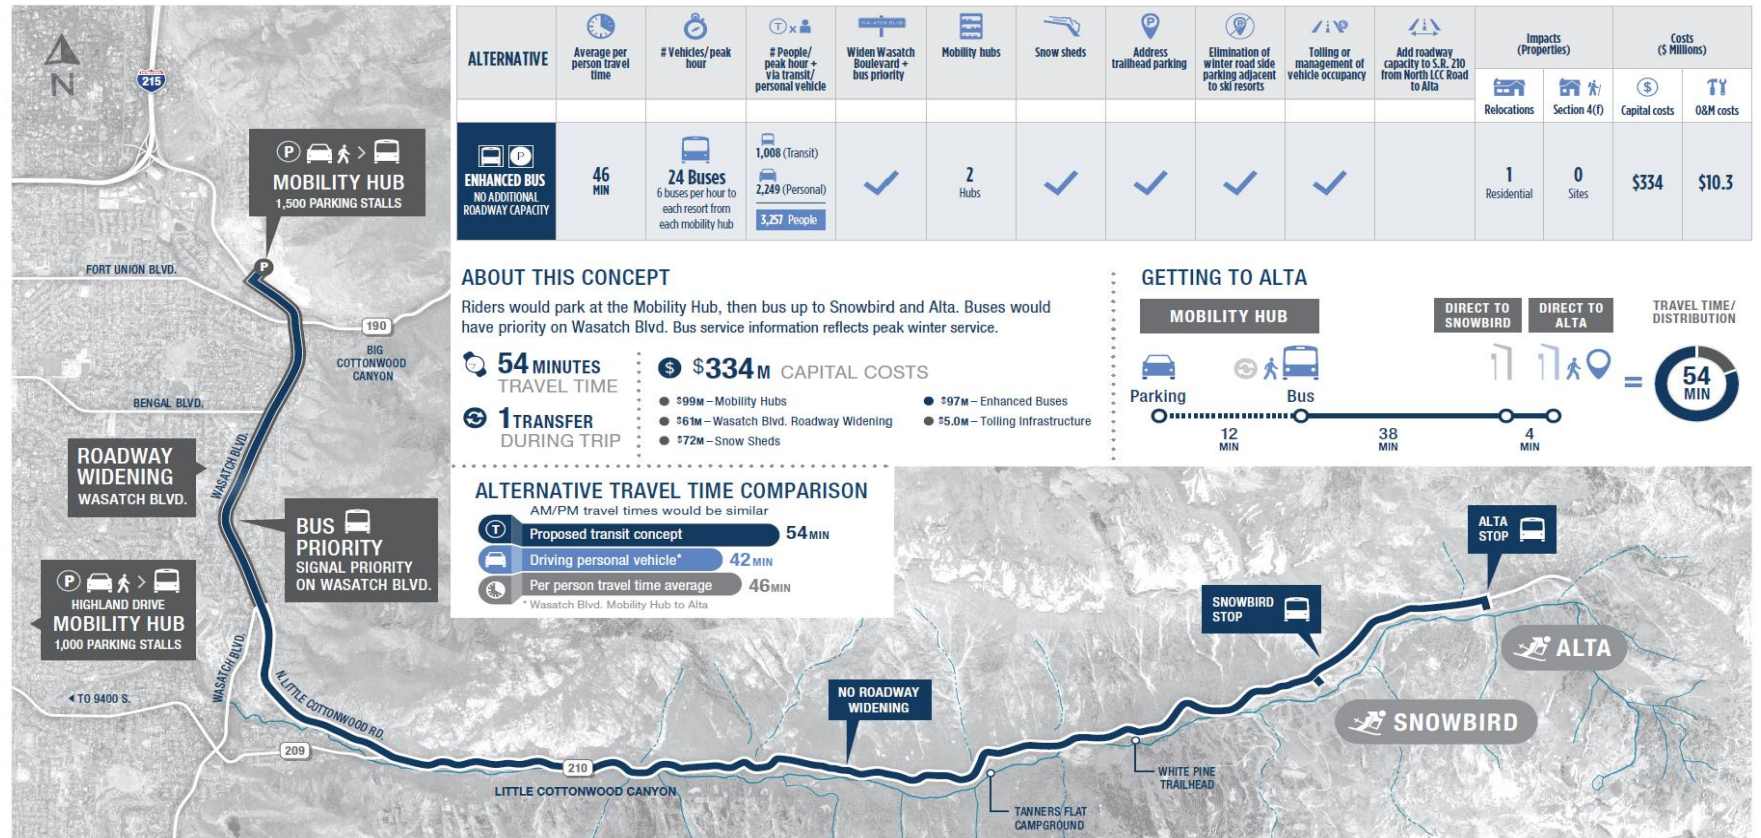 N
215
P
MOBILITY HUB
1,500 PARKING STALLS
P
FORT UNION BLVD.
190
BIG
COTTONWOOD
CANYON
BENGAL BLVD.
ROADWAY
WIDENING
WASATCH BLVD.
WASATCH BLVD.
BUS
PRIORITY
SIGNAL PRIORITY
ON WASATCH BLVD.
P
HIGHLAND DRIVE
MOBILITY HUB
1,000 PARKING STALLS
WASATCH BLVD.
TO 9400 S.
N. LITTLE COTTONWOOD RD.
209
210
LITTLE COTTONWOOD CANYON
NO ROADWAY
WIDENING
TANNERS FLAT
CAMPGROUND
WHITE PINE
TRAILHEAD
SNOWBIRD
STOP
ALTA
STOP
ALTA
SNOWBIRD
ALTERNATIVE
Average per
person travel
time
# Vehicles/peak
hour
T x
# People/
peak hour +
via transit/
personal vehicle
WASATCH BLVD
Widen Wasatch
Boulevard +
bus priority
Mobility hubs
Snow sheds
P
Address
trailhead parking
P
Elimination of
winter road side
parking adjacent
to ski resorts
Tolling or
management of
vehicle occupancy
Add roadway
capacity to S.R. 210
from North LCC Road
to Alta
Impacts
(Properties)
Relocations
Section 4(f)
Costs
($ Millions)
$
Capital costs
O&M costs
P
ENHANCED BUS
NO ADDITIONAL
ROADWAY CAPACITY
46
MIN
24 Buses
6 buses per hour to
each resort from
each mobility hub
1,008 (Transit)
2,249 (Personal)
3,257 People
2
Hubs
1
Residential
0
Sites
$334
$10.3
ABOUT THIS CONCEPT
Riders would park at the Mobility Hub, then bus up to Snowbird and Alta. Buses would
have priority on Wasatch Blvd. Bus service information reflects peak winter service.
54 MINUTES
TRAVEL TIME
1 TRANSFER
DURING TRIP
$ $334M CAPITAL COSTS
$99M – Mobility Hubs
$61M – Wasatch Blvd. Roadway Widening
$72M – Snow Sheds
$97M – Enhanced Buses
$5.0M – Tolling Infrastructure
GETTING TO ALTA
MOBILITY HUB
DIRECT TO
SNOWBIRD
DIRECT TO
ALTA
TRAVEL TIME/
DISTRIBUTION
Parking
Bus
=
54
MIN
12
MIN
38
MIN
4
MIN
ALTERNATIVE TRAVEL TIME COMPARISON
AM/PM travel times would be similar
T
Proposed transit concept
54 MIN
Driving personal vehicle*
42 MIN
Per person travel time average
46 MIN
* Wasatch Blvd. Mobility Hub to Alta